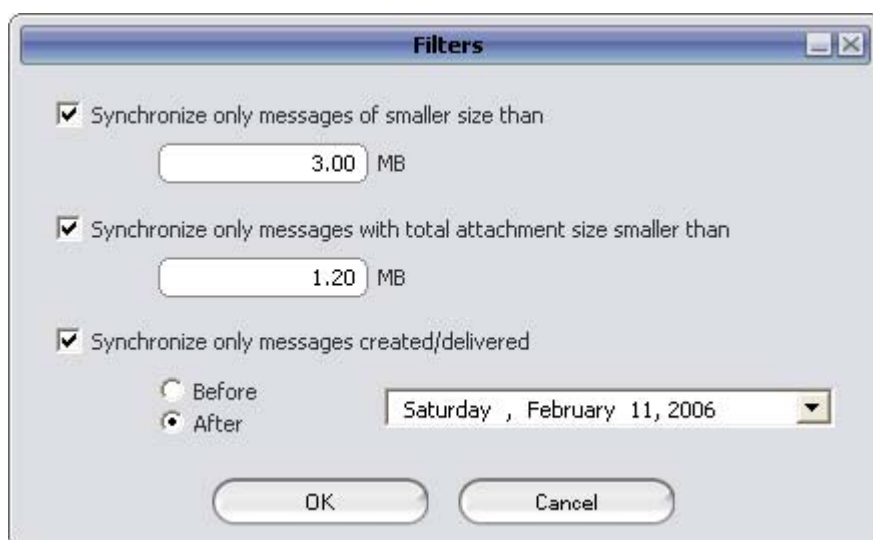 Filters
Synchronize only messages of smaller size than
3.00 MB
Synchronize only messages with total attachment size smaller than
1.20 MB
Synchronize only messages created/delivered
Before
After
Saturday , February 11, 2006
OK Cancel